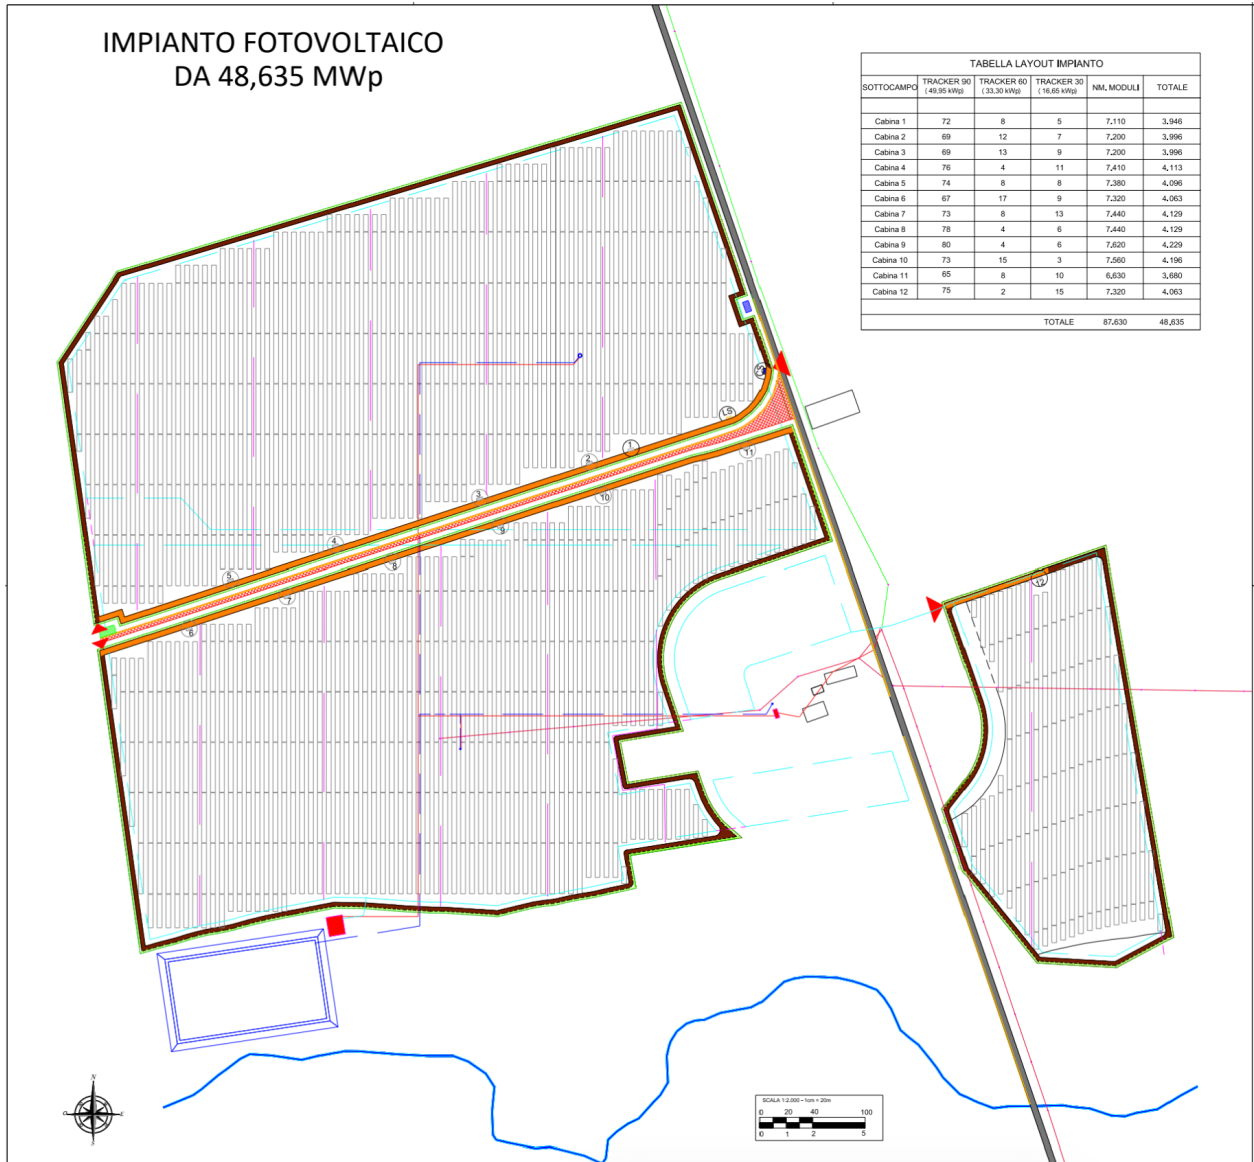 IMPIANTO FOTOVOLTAICO
DA 48,635 MWp
TABELLA LAYOUT IMPIANTO
SOTTOCAMPO TRACKER 90 (49,95 kWp) TRACKER 60 (33,30 kWp) TRACKER 30 (16,65 kWp) NM. MODULI TOTALE
Cabina 1 72 8 5 7.110 3.946
Cabina 2 69 12 7 7.200 3.996
Cabina 3 69 13 9 7.200 3.996
Cabina 4 76 4 11 7.410 4.113
Cabina 5 74 8 8 7.380 4.096
Cabina 6 67 17 9 7.320 4.063
Cabina 7 73 8 13 7.440 4.129
Cabina 8 78 4 6 7.440 4.129
Cabina 9 80 4 6 7.620 4.229
Cabina 10 73 15 3 7.560 4.196
Cabina 11 65 8 10 6,630 3,680
Cabina 12 75 2 15 7.320 4.063
TOTALE 87.630 48,635
CS
LS
1
2
11
3
10
9
4
8
5
7
6
12
N
O E
S
SCALA 1:2.000 - 1cm = 20m
0 20 40 100
0 1 2 5